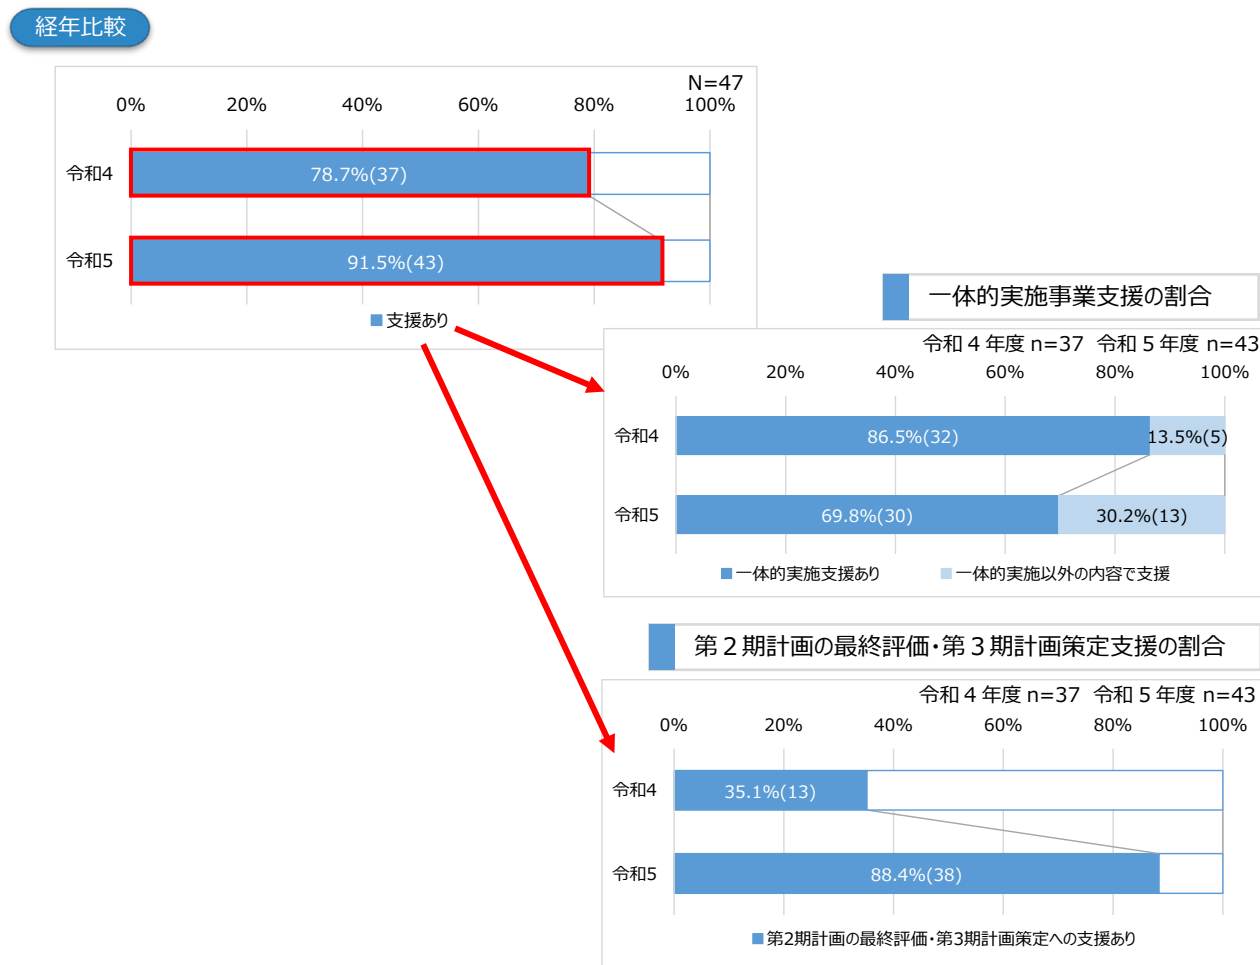 経年比較
N=47
0% 20% 40% 60% 80% 100%
令和4 78.7%(37)
令和5 91.5%(43)
支援あり
一体的実施事業支援の割合
令和４年度 n=37 令和５年度 n=43
0% 20% 40% 60% 80% 100%
令和4 86.5%(32) 13.5%(5)
令和5 69.8%(30) 30.2%(13)
一体的実施支援あり 一体的実施以外の内容で支援
第２期計画の最終評価・第３期計画策定支援の割合
令和４年度 n=37 令和５年度 n=43
0% 20% 40% 60% 80% 100%
令和4 35.1%(13)
令和5 88.4%(38)
第2期計画の最終評価・第3期計画策定への支援あり